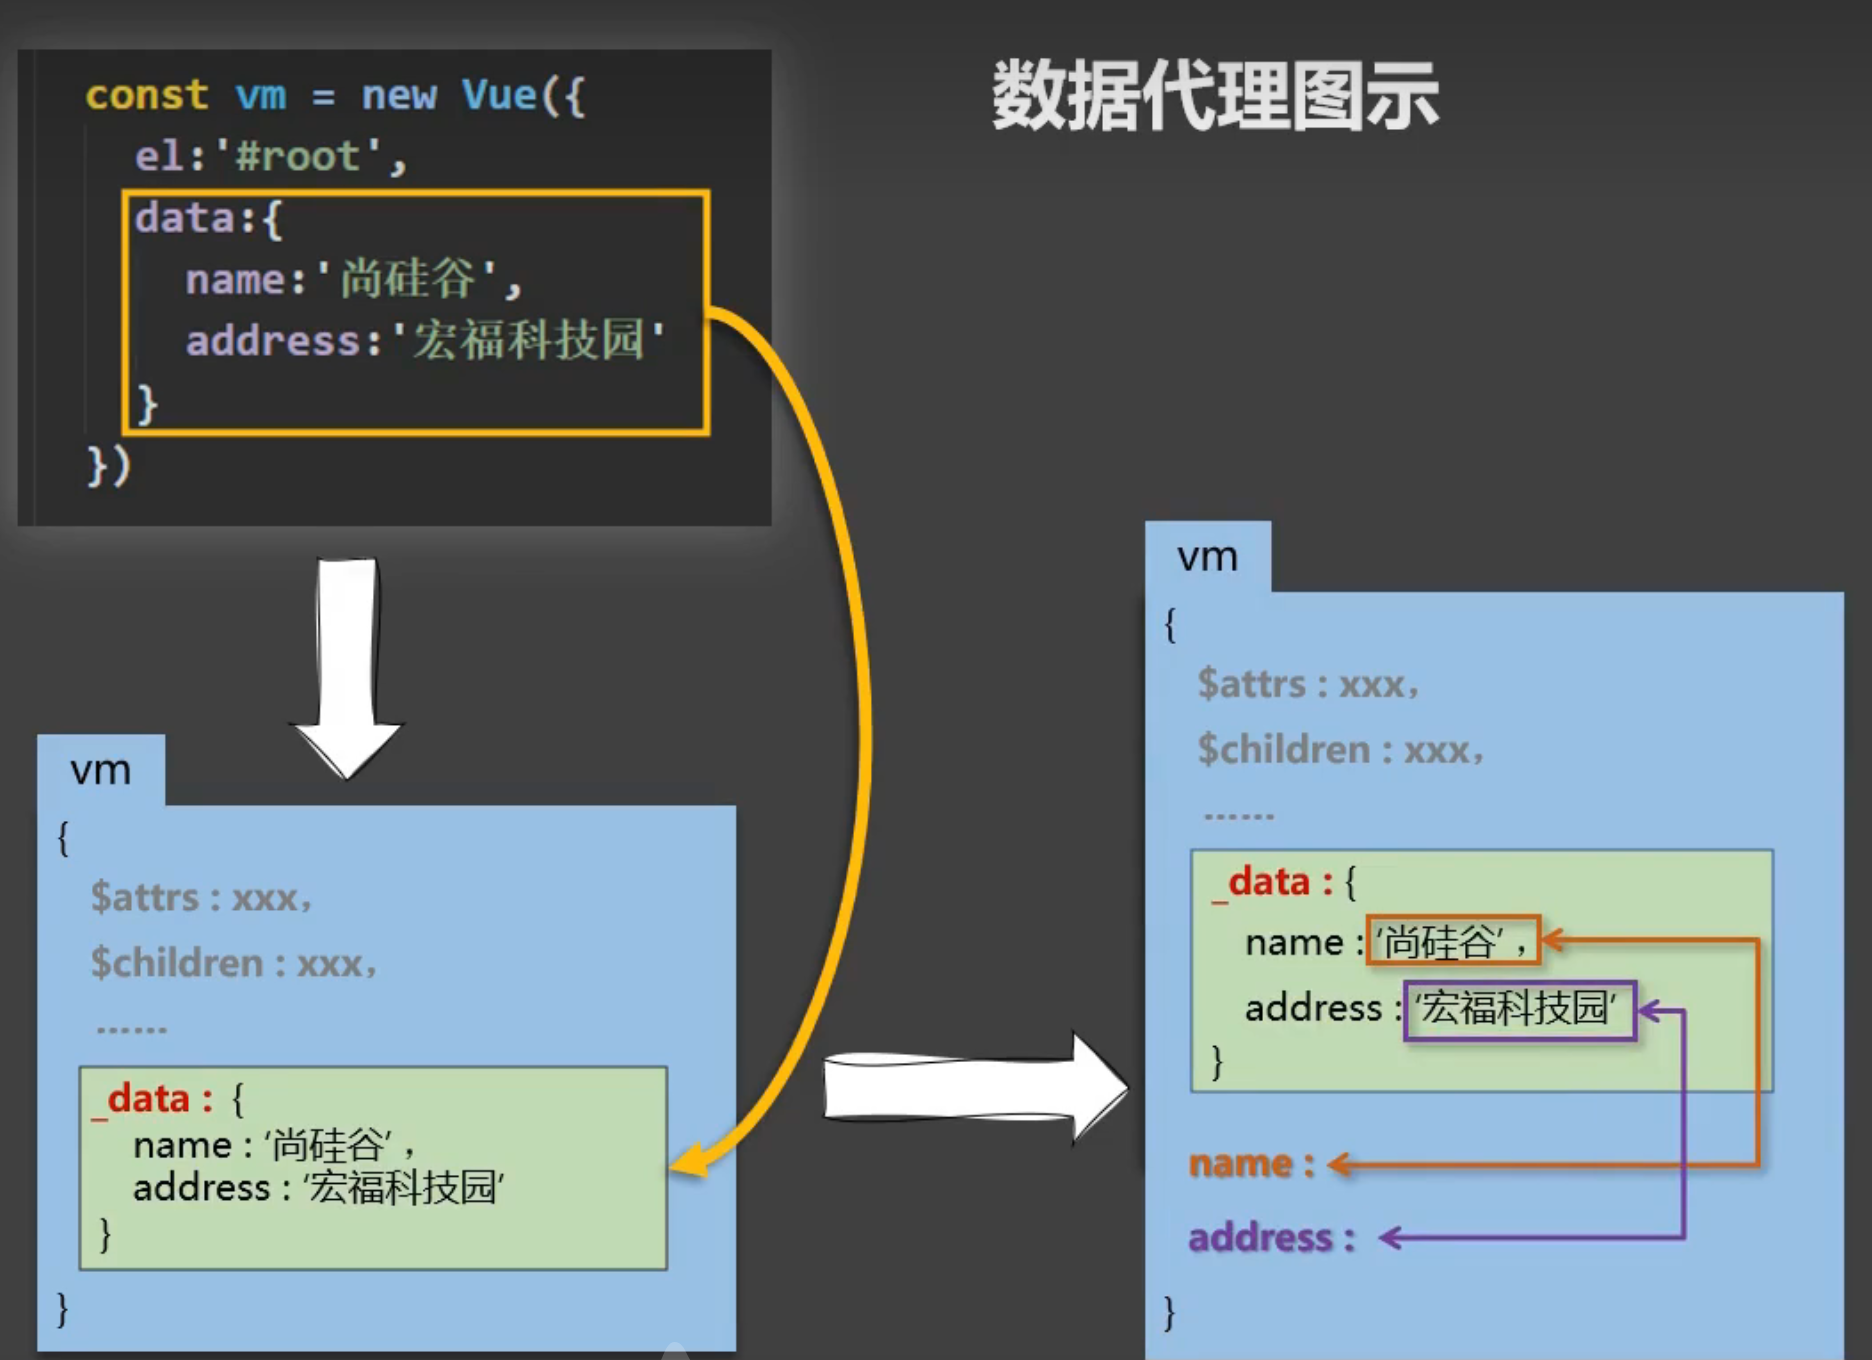 数据代理图示
const vm = new Vue({
el:'#root',
data:{
name:'尚硅谷',
address:'宏福科技园'
}
})
vm
{
$attrs : xxx，
$children : xxx，
……
_data : {
name : ‘尚硅谷’，
address : ‘宏福科技园’
}
}
vm
{
$attrs : xxx，
$children : xxx，
……
_data : {
name : ‘尚硅谷’，
address : ‘宏福科技园’
}
name :
address :
}